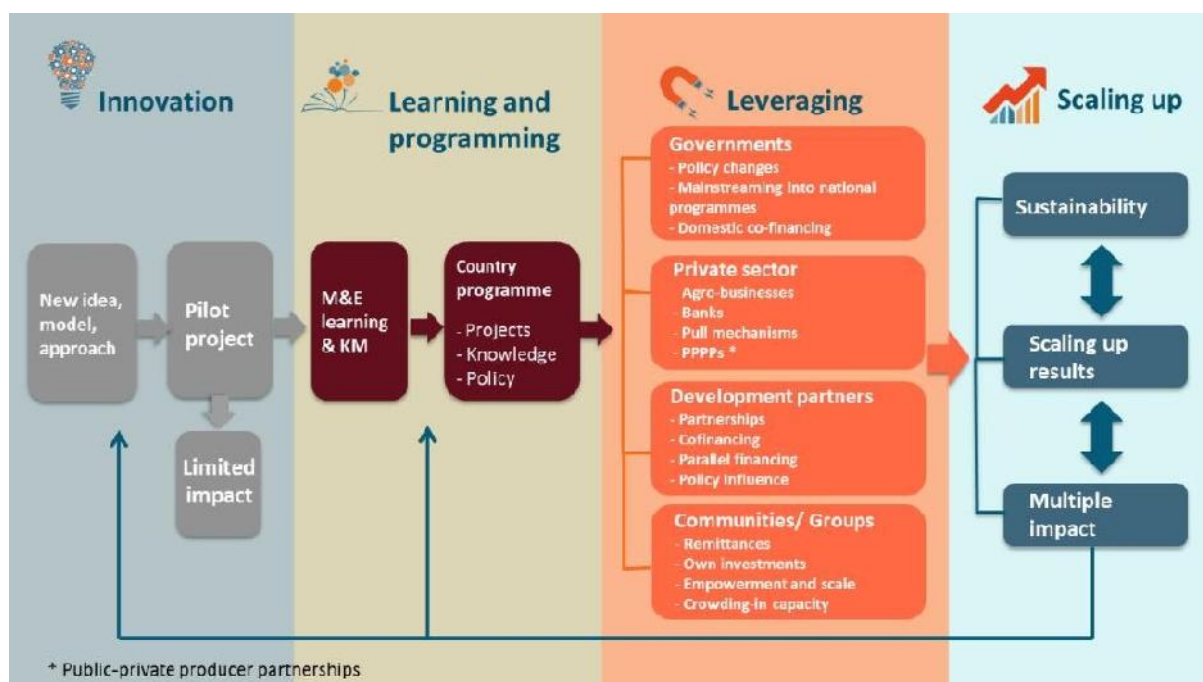 Innovation
New idea,
model,
approach
Pilot
project
Limited
impact
Learning and
programming
M&E
learning
& KM
Country
programme
- Projects
- Knowledge
- Policy
Leveraging
Governments
- Policy changes
- Mainstreaming into national
programmes
- Domestic co-financing
Private sector
- Agro-businesses
- Banks
- Pull mechanisms
- PPPPs *
Development partners
- Partnerships
- Cofinancing
- Parallel financing
- Policy influence
Communities/ Groups
- Remittances
- Own investments
- Empowerment and scale
- Crowding-in capacity
Scaling up
Sustainability
Scaling up
results
Multiple
impact
* Public-private producer partnerships